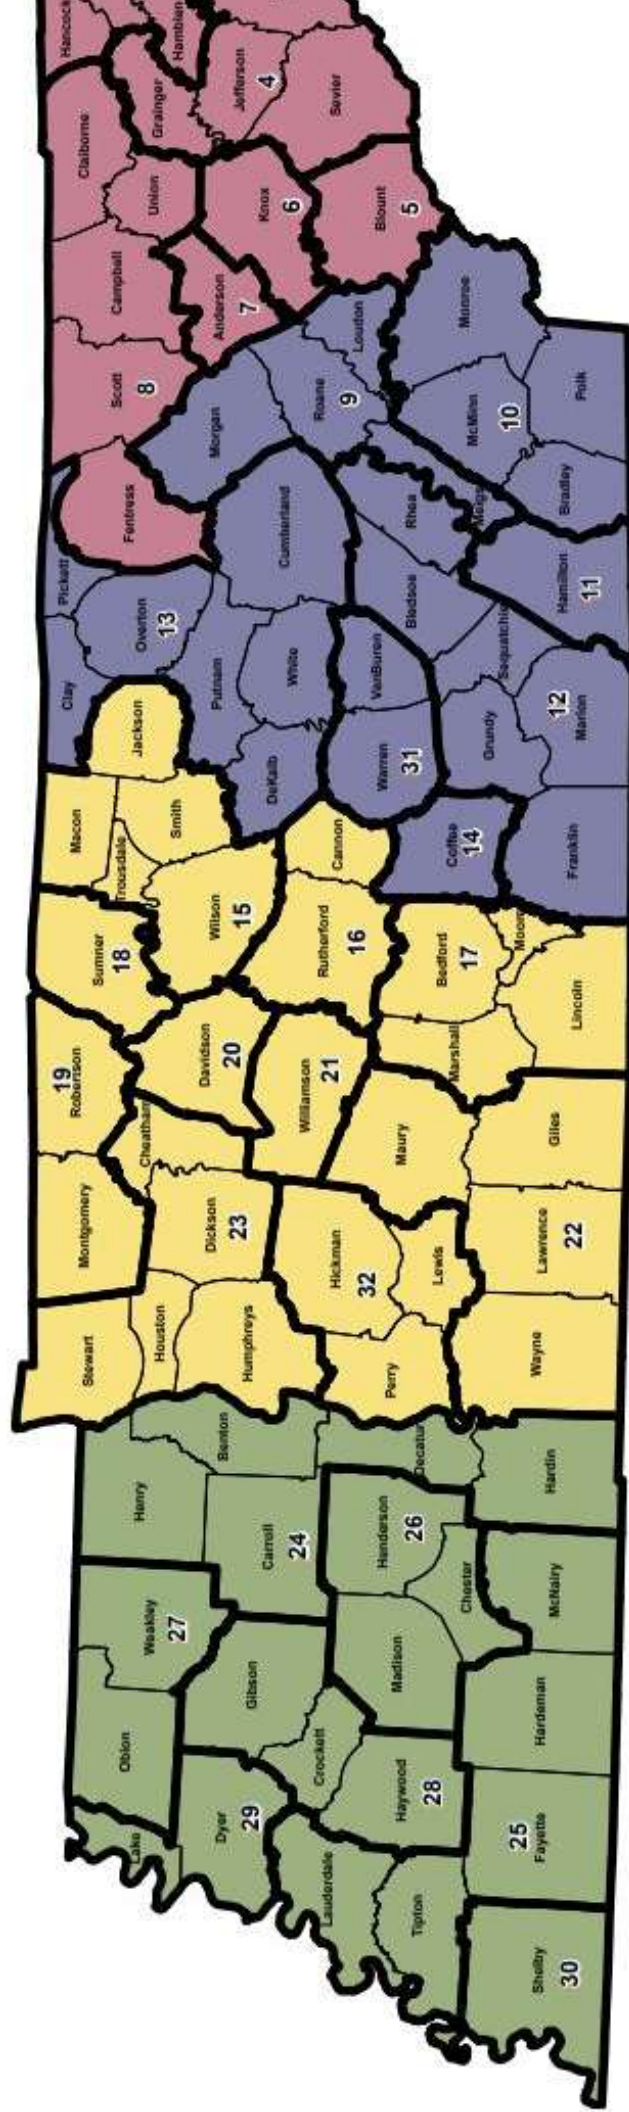 Hancock
Hamblen
Claiborne
Grainger
Jefferson
4
Sevier
Union
Knox
6
Blount
5
Campbell
Anderson
7
Scott
8
Morgan
Roane
9
Loudon
Monroe
McMinn
10
Polk
Bradley
Meigs
Rhea
Hamilton
11
Fentress
Cumberland
Bledsoe
Sequatchie
Pickett
Overton
13
Clay
Putnam
White
VanBuren
Grundy
12
Marion
Jackson
DeKalb
Warren
31
Coffee
14
Franklin
Macon
Trousdale
Smith
Cannon
Sumner
18
Wilson
15
Rutherford
16
Bedford
17
Lincoln
Marshall
19
Robertson
Davidson
20
Williamson
21
Maury
Giles
Cheatham
Montgomery
Dickson
23
Hickman
32
Lewis
Lawrence
22
Stewart
Houston
Humphreys
Perry
Wayne
Henry
Benton
Carroll
24
Hardin
Henderson
26
Chester
McNairy
Weakley
27
Gibson
Madison
Hardeman
Obion
Crockett
Haywood
28
Lake
Dyer
29
Lauderdale
Tipton
25
Fayette
Shelby
30